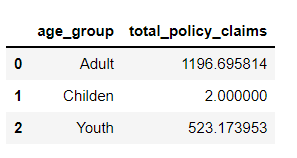 age_group total_policy_claims
0 Adult 1196.695814
1 Childen 2.000000
2 Youth 523.173953